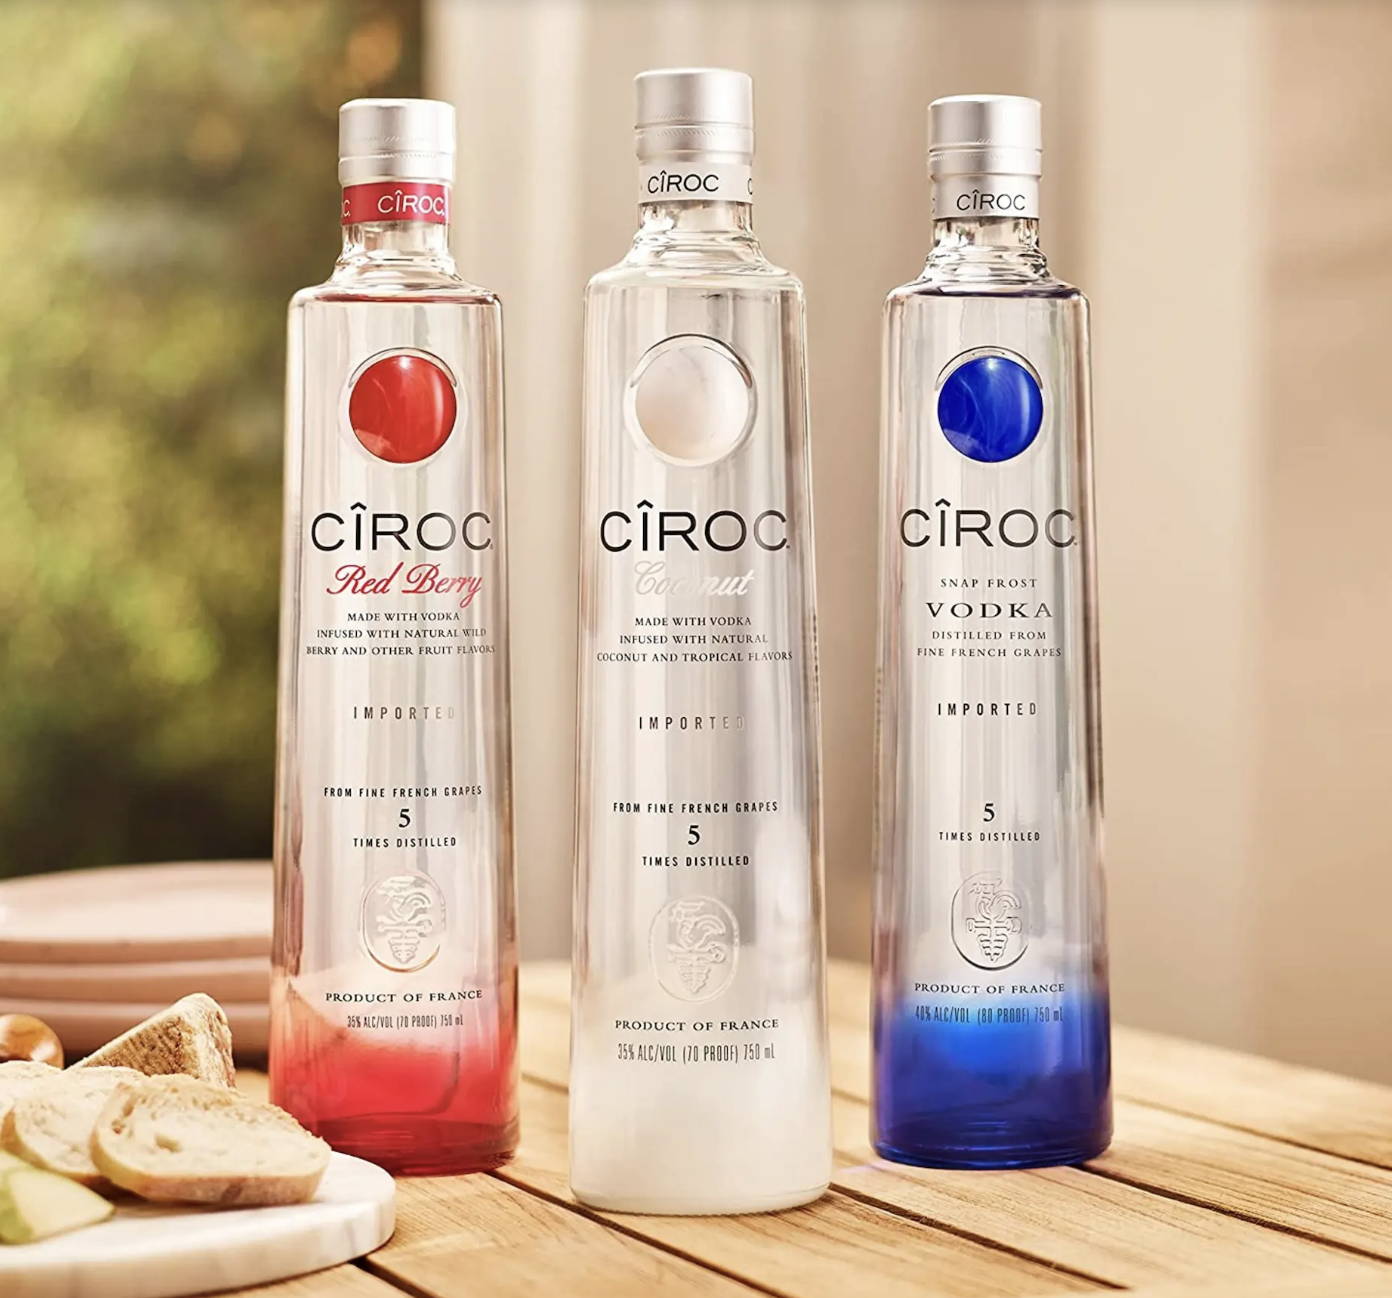 CÎROC
CÎROC
RED BERRY
MADE WITH VODKA
INFUSED WITH NATURAL WILD
BERRY AND OTHER FRUIT FLAVORS
IMPORTED
FROM FINE FRENCH GRAPES
5
TIMES DISTILLED
PRODUCT OF FRANCE
35% ALC/VOL (70 PROOF) 750 mL
CÎROC
CÎROC
Coconut
MADE WITH VODKA
INFUSED WITH NATURAL
COCONUT AND TROPICAL FLAVORS
IMPORTED
FROM FINE FRENCH GRAPES
5
TIMES DISTILLED
PRODUCT OF FRANCE
35% ALC/VOL (70 PROOF) 750 mL
CÎROC
CÎROC
SNAP FROST
VODKA
DISTILLED FROM
FINE FRENCH GRAPES
IMPORTED
5
TIMES DISTILLED
PRODUCT OF FRANCE
40% ALC/VOL (80 PROOF) 750 mL